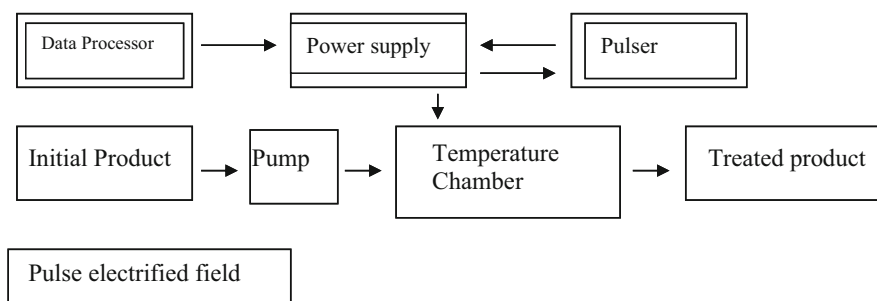 Data Processor
Power supply
Pulser
Initial Product
Pump
Temperature
Chamber
Treated product
Pulse electrified field